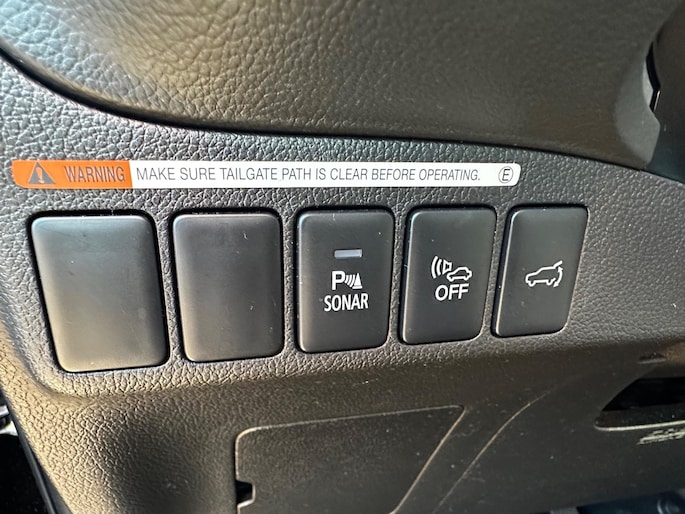 WARNING MAKE SURE TAILGATE PATH IS CLEAR BEFORE OPERATING. E
P
SONAR
OFF